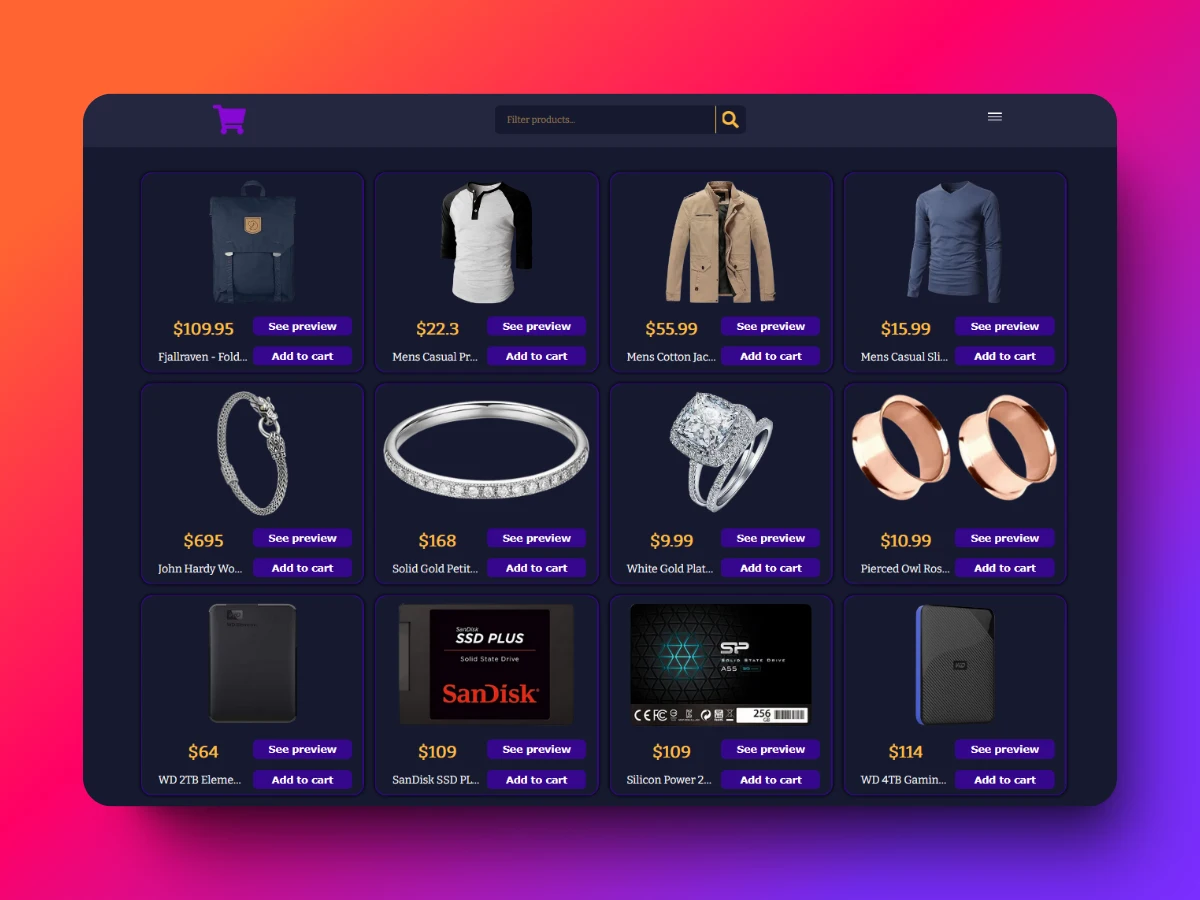 Filter products...
$109.95
See preview
Fjallraven - Fold...
Add to cart
$22.3
See preview
Mens Casual Pr...
Add to cart
$55.99
See preview
Mens Cotton Jac...
Add to cart
$15.99
See preview
Mens Casual Sli...
Add to cart
$695
See preview
John Hardy Wo...
Add to cart
$168
See preview
Solid Gold Petit...
Add to cart
$9.99
See preview
White Gold Plat...
Add to cart
$10.99
See preview
Pierced Owl Ros...
Add to cart
$64
See preview
WD 2TB Eleme...
Add to cart
SanDisk
SSD PLUS
Solid State Drive
SanDisk
$109
See preview
SanDisk SSD PL...
Add to cart
SP
SOLID STATE DRIVE
A55
CE FC
256
GB
$109
See preview
Silicon Power 2...
Add to cart
WD
$114
See preview
WD 4TB Gamin...
Add to cart